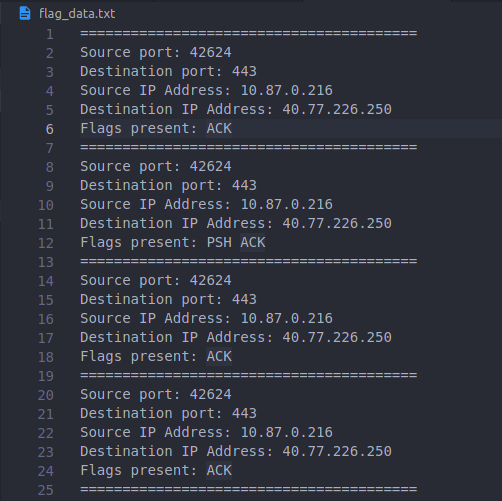 flag_data.txt
1 ========================================
2 Source port: 42624
3 Destination port: 443
4 Source IP Address: 10.87.0.216
5 Destination IP Address: 40.77.226.250
6 Flags present: ACK
7 ========================================
8 Source port: 42624
9 Destination port: 443
10 Source IP Address: 10.87.0.216
11 Destination IP Address: 40.77.226.250
12 Flags present: PSH ACK
13 ========================================
14 Source port: 42624
15 Destination port: 443
16 Source IP Address: 10.87.0.216
17 Destination IP Address: 40.77.226.250
18 Flags present: ACK
19 ========================================
20 Source port: 42624
21 Destination port: 443
22 Source IP Address: 10.87.0.216
23 Destination IP Address: 40.77.226.250
24 Flags present: ACK
25 ========================================